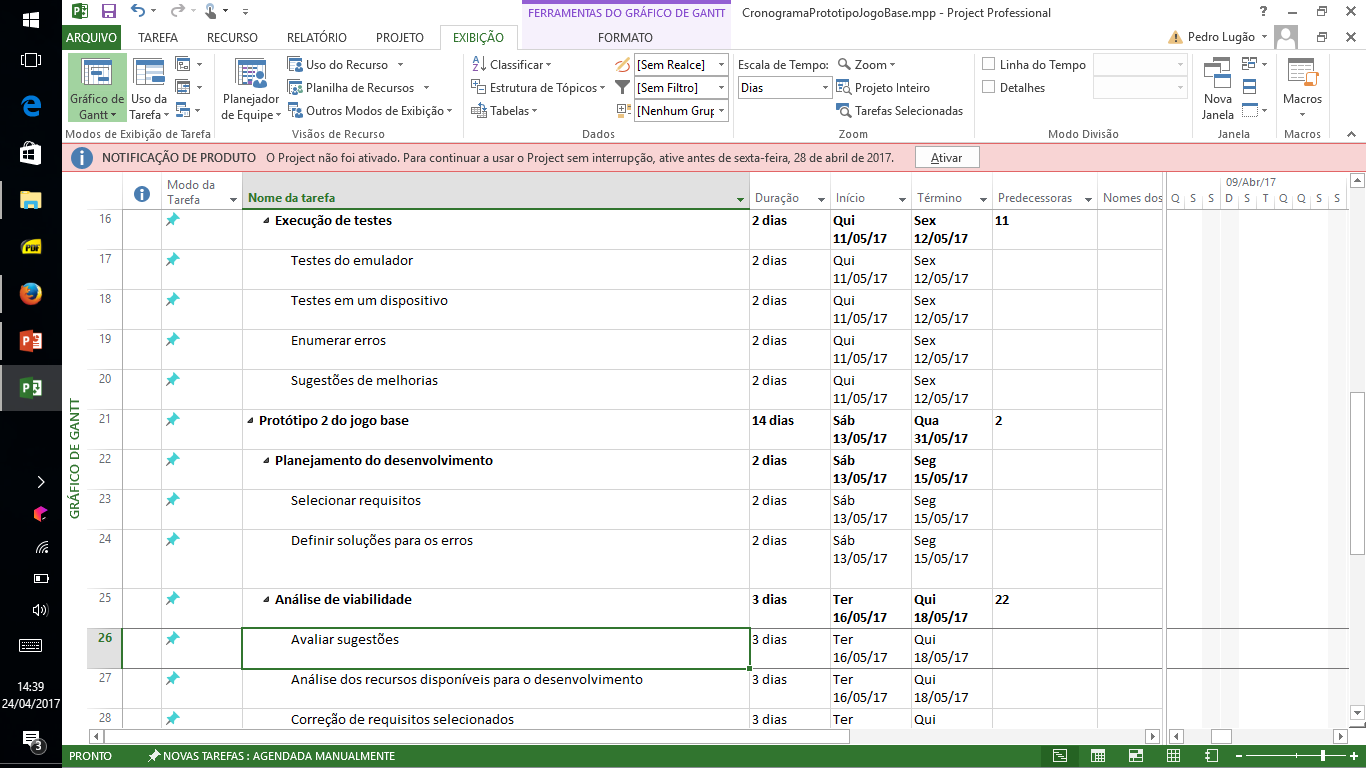 FERRAMENTAS DO GRÁFICO DE GANTT
CronogramaPrototipoJogoBase.mpp - Project Professional
ARQUIVO TAREFA RECURSO RELATÓRIO PROJETO EXIBIÇÃO FORMATO Pedro Lugão
Gráfico de Gantt
Uso da Tarefa
Modos de Exibição de Tarefa
Planejador de Equipe
Uso do Recurso
Planilha de Recursos
Outros Modos de Exibição
Visões de Recurso
Classificar
Estrutura de Tópicos
Tabelas
[Sem Realce]
[Sem Filtro]
[Nenhum Grup
Dados
Escala de Tempo:
Dias
Zoom
Projeto Inteiro
Tarefas Selecionadas
Zoom
Linha do Tempo
Detalhes
Modo Divisão
Nova Janela
Janela
Macros
Macros
NOTIFICAÇÃO DE PRODUTO O Project não foi ativado. Para continuar a usar o Project sem interrupção, ative antes de sexta-feira, 28 de abril de 2017. Ativar
Modo da Tarefa Nome da tarefa Duração Início Término Predecessoras Nomes dos
09/Abr/17
Q S S D S T Q Q S S
16 Execução de testes 2 dias Qui 11/05/17 Sex 12/05/17 11
17 Testes do emulador 2 dias Qui 11/05/17 Sex 12/05/17
18 Testes em um dispositivo 2 dias Qui 11/05/17 Sex 12/05/17
19 Enumerar erros 2 dias Qui 11/05/17 Sex 12/05/17
20 Sugestões de melhorias 2 dias Qui 11/05/17 Sex 12/05/17
21 Protótipo 2 do jogo base 14 dias Sáb 13/05/17 Qua 31/05/17 2
22 Planejamento do desenvolvimento 2 dias Sáb 13/05/17 Seg 15/05/17
23 Selecionar requisitos 2 dias Sáb 13/05/17 Seg 15/05/17
24 Definir soluções para os erros 2 dias Sáb 13/05/17 Seg 15/05/17
25 Análise de viabilidade 3 dias Ter 16/05/17 Qui 18/05/17 22
26 Avaliar sugestões 3 dias Ter 16/05/17 Qui 18/05/17
27 Análise dos recursos disponíveis para o desenvolvimento 3 dias Ter 16/05/17 Qui 18/05/17
28 Correção de requisitos selecionados 3 dias Ter Qui
GRÁFICO DE GANTT
PDF
14:39
24/04/2017
3
PRONTO NOVAS TAREFAS : AGENDADA MANUALMENTE